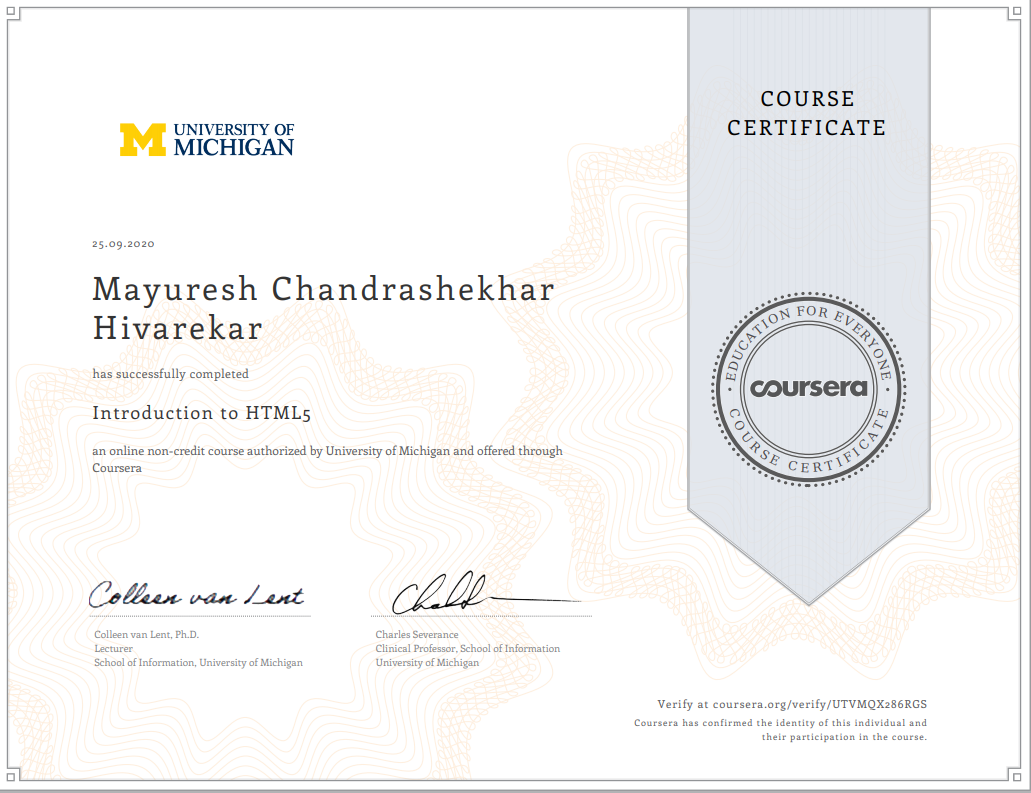 COURSE
CERTIFICATE
UNIVERSITY OF
MICHIGAN
25.09.2020
Mayuresh Chandrashekhar
Hivarekar
has successfully completed
Introduction to HTML5
an online non-credit course authorized by University of Michigan and offered through
Coursera
EDUCATION FOR EVERYONE
coursera
COURSE CERTIFICATE
Colleen van Lent
Colleen van Lent, Ph.D.
Lecturer
School of Information, University of Michigan
Charles Severance
Clinical Professor, School of Information
University of Michigan
Verify at coursera.org/verify/UTVMQX286RGS
Coursera has confirmed the identity of this individual and
their participation in the course.